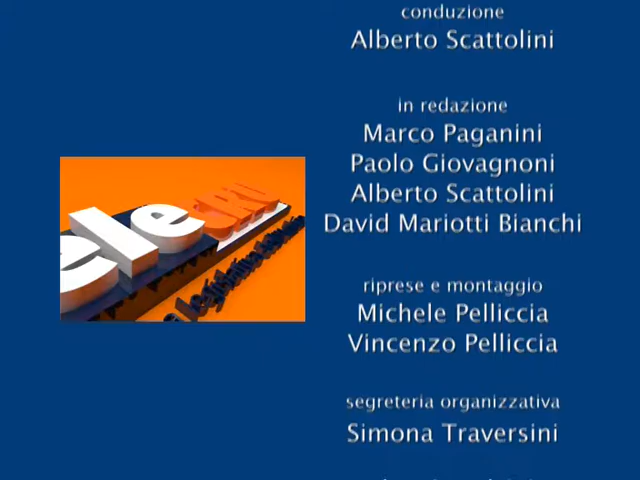 conduzione
Alberto Scattolini
in redazione
Marco Paganini
Paolo Giovagnoni
Alberto Scattolini
David Mariotti Bianchi
eleSKU
riprese e montaggio
Michele Pelliccia
Vincenzo Pelliccia
segreteria organizzativa
Simona Traversini